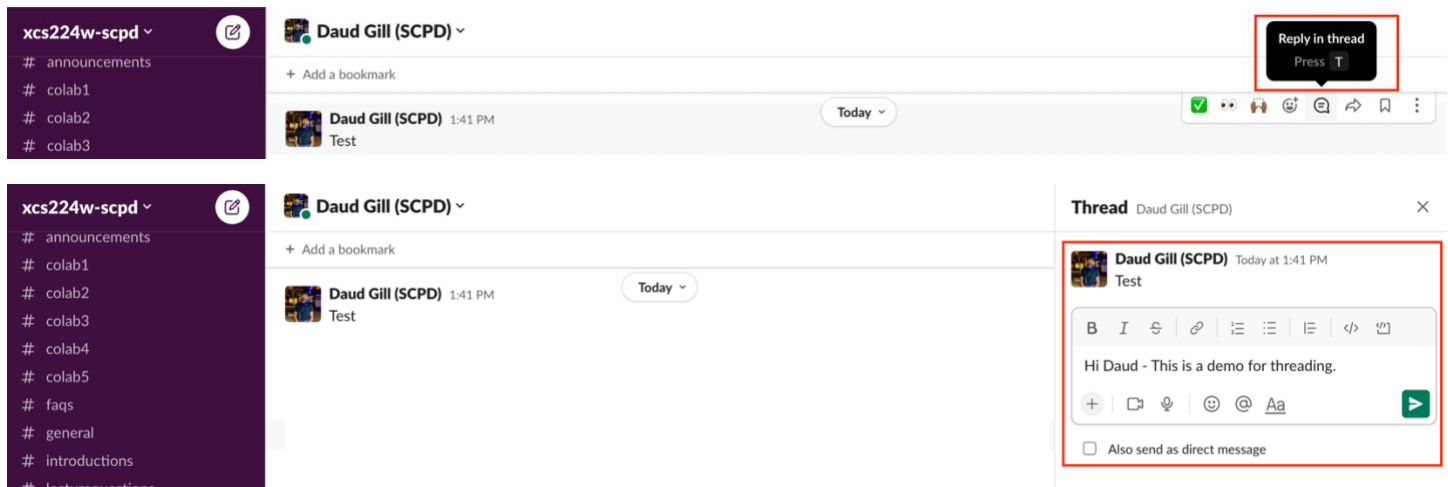 xcs224w-scpd
# announcements
# colab1
# colab2
# colab3
Daud Gill (SCPD)
+ Add a bookmark
Today
Daud Gill (SCPD) 1:41 PM
Test
Reply in thread
Press T
xcs224w-scpd
# announcements
# colab1
# colab2
# colab3
# colab4
# colab5
# faqs
# general
# introductions
Daud Gill (SCPD)
+ Add a bookmark
Today
Daud Gill (SCPD) 1:41 PM
Test
Thread Daud Gill (SCPD)
Daud Gill (SCPD) Today at 1:41 PM
Test
B I S
Hi Daud - This is a demo for threading.
+ @ Aa
Also send as direct message